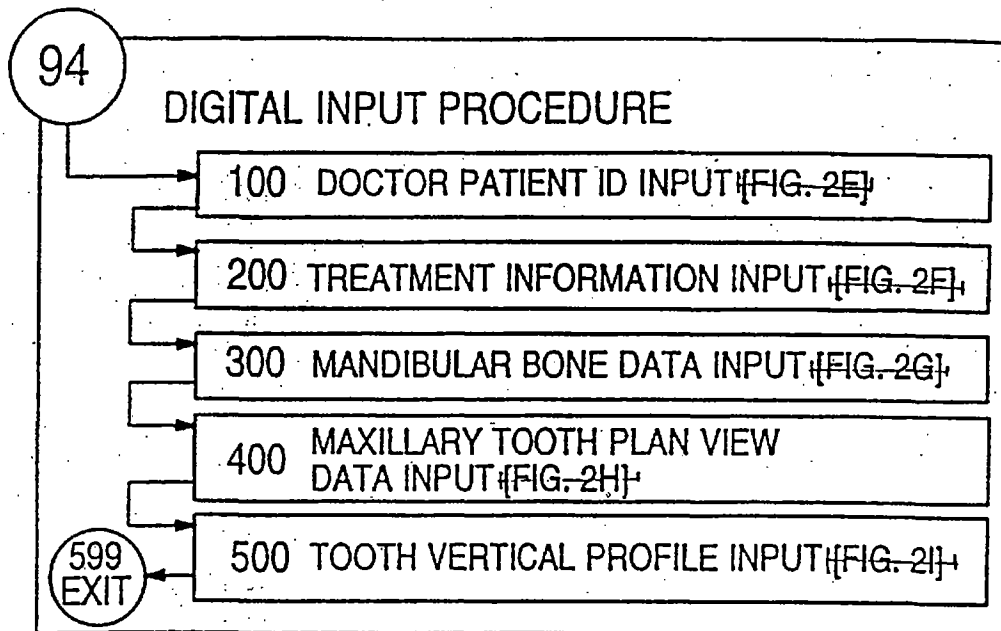 94
DIGITAL INPUT PROCEDURE
100 DOCTOR PATIENT ID INPUT [FIG. 2E]
200 TREATMENT INFORMATION INPUT [FIG. 2F]
300 MANDIBULAR BONE DATA INPUT [FIG. 2G]
400 MAXILLARY TOOTH PLAN VIEW
DATA INPUT [FIG. 2H]
500 TOOTH VERTICAL PROFILE INPUT [FIG. 2I]
599
EXIT